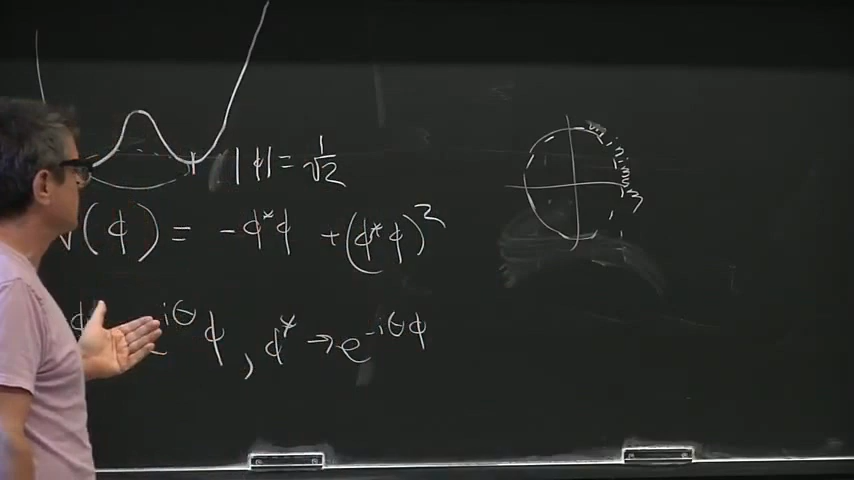 |ϕ| = 1/√2
V(ϕ) = -ϕ*ϕ + (ϕ*ϕ)²
ϕ e^{iθ} ϕ, ϕ* → e^{-iθ} ϕ